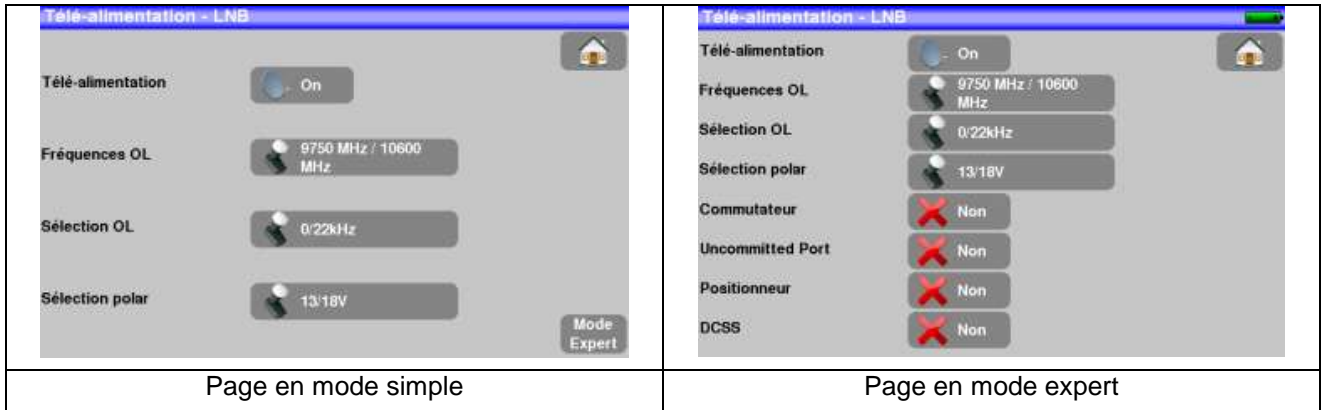 Télé-alimentation - LNB
Télé-alimentation
On
Fréquences OL
9750 MHz / 10600
MHz
Sélection OL
0/22kHz
Sélection polar
13/18V
Mode
Expert
Page en mode simple
Télé-alimentation - LNB
Télé-alimentation
On
Fréquences OL
9750 MHz / 10600
MHz
Sélection OL
0/22kHz
Sélection polar
13/18V
Commutateur
Non
Uncommitted Port
Non
Positionneur
Non
DCSS
Non
Page en mode expert